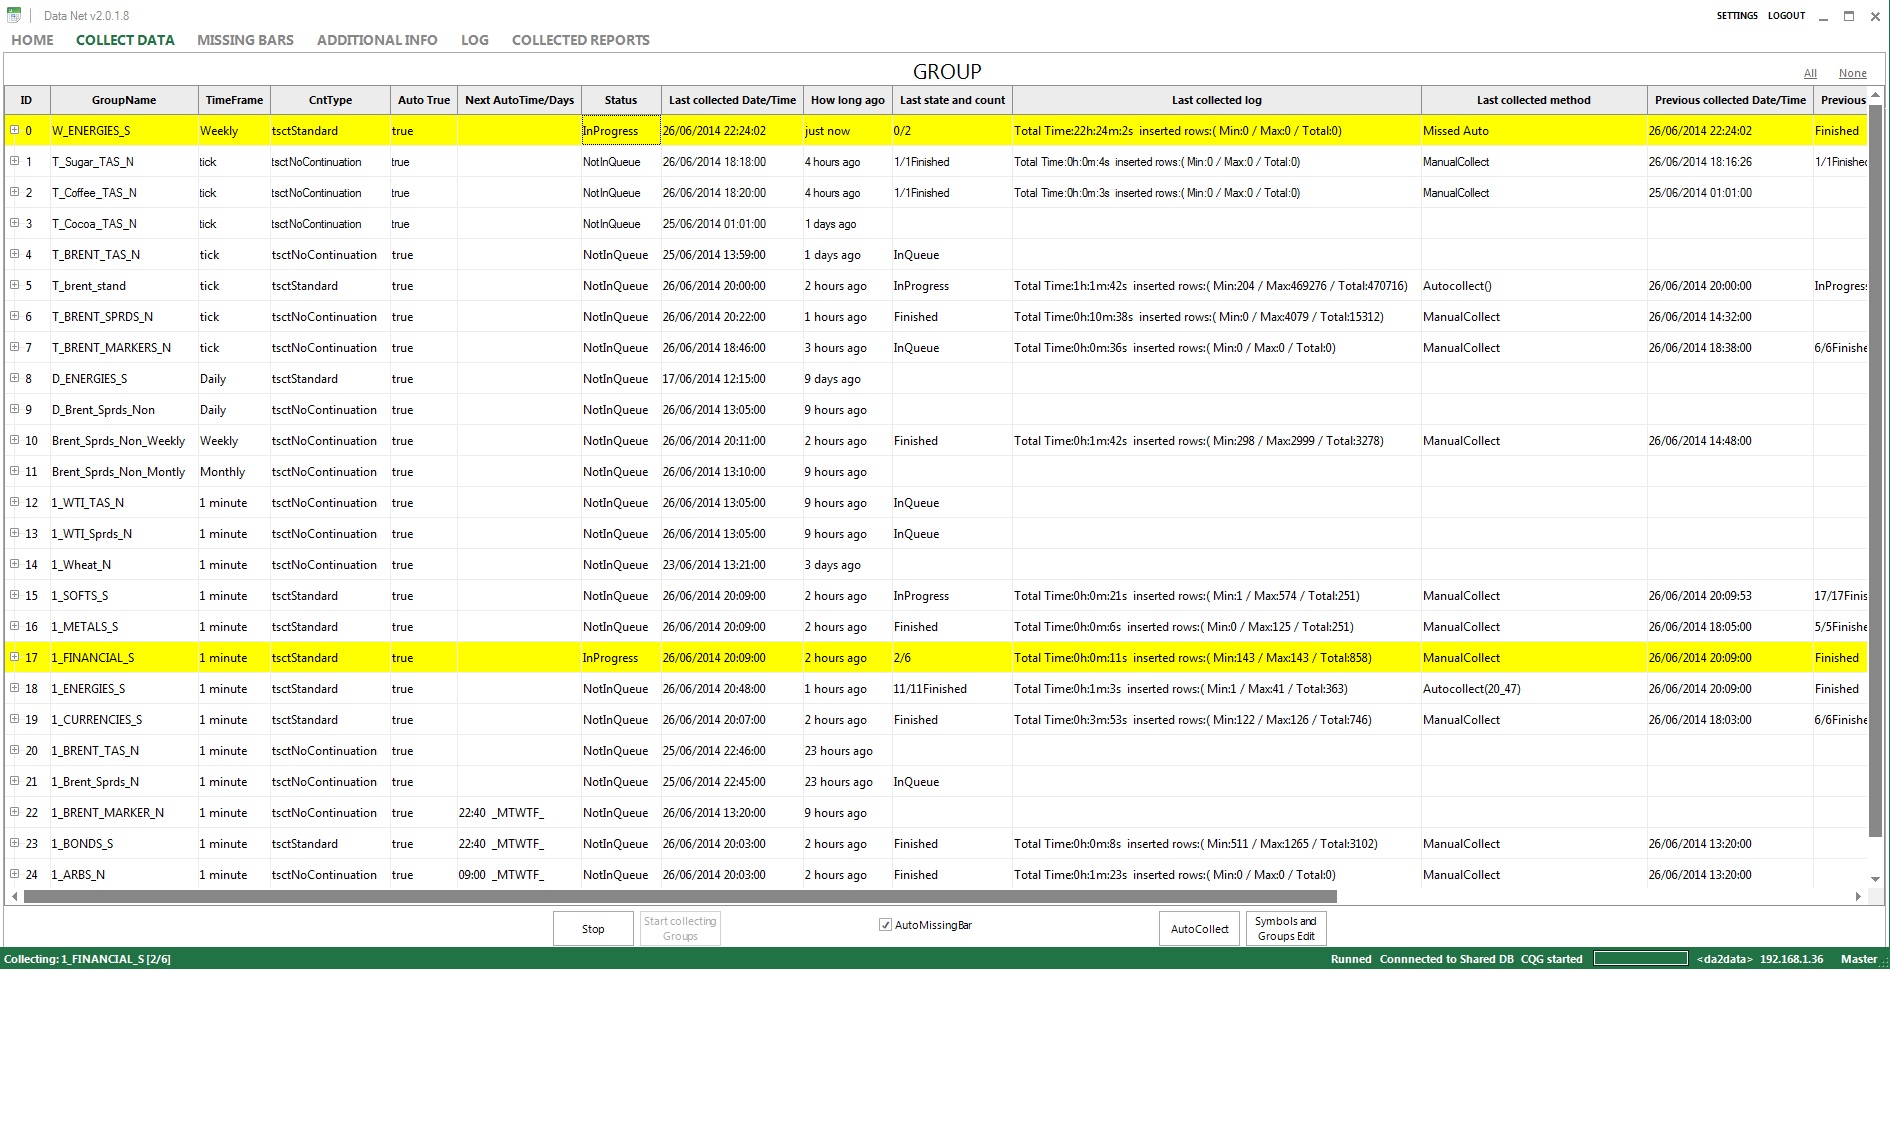 Data Net v2.0.1.8 SETTINGS LOGOUT
HOME COLLECT DATA MISSING BARS ADDITIONAL INFO LOG COLLECTED REPORTS
GROUP
All None
ID GroupName TimeFrame CntType Auto True Next AutoTime/Days Status Last collected Date/Time How long ago Last state and count Last collected log Last collected method Previous collected Date/Time Previous
0 W_ENERGIES_S Weekly tsctStandard true InProgress 26/06/2014 22:24:02 just now 0/2 Total Time:22h:24m:2s inserted rows:( Min:0 / Max:0 / Total:0) Missed Auto 26/06/2014 22:24:02 Finished
1 T_Sugar_TAS_N tick tsctNoContinuation true NotInQueue 26/06/2014 18:18:00 4 hours ago 1/1Finished Total Time:0h:0m:4s inserted rows:( Min:0 / Max:0 / Total:0) ManualCollect 26/06/2014 18:16:26 1/1Finishe
2 T_Coffee_TAS_N tick tsctNoContinuation true NotInQueue 26/06/2014 18:20:00 4 hours ago 1/1Finished Total Time:0h:0m:3s inserted rows:( Min:0 / Max:0 / Total:0) ManualCollect 25/06/2014 01:01:00
3 T_Cocoa_TAS_N tick tsctNoContinuation true NotInQueue 25/06/2014 01:01:00 1 days ago
4 T_BRENT_TAS_N tick tsctNoContinuation true NotInQueue 25/06/2014 13:59:00 1 days ago InQueue
5 T_brent_stand tick tsctStandard true NotInQueue 26/06/2014 20:00:00 2 hours ago InProgress Total Time:1h:1m:42s inserted rows:( Min:204 / Max:469276 / Total:470716) Autocollect() 26/06/2014 20:00:00 InProgres
6 T_BRENT_SPRDS_N tick tsctNoContinuation true NotInQueue 26/06/2014 20:22:00 1 hours ago Finished Total Time:0h:10m:38s inserted rows:( Min:0 / Max:4079 / Total:15312) ManualCollect 26/06/2014 14:32:00
7 T_BRENT_MARKERS_N tick tsctNoContinuation true NotInQueue 26/06/2014 18:46:00 3 hours ago InQueue Total Time:0h:0m:36s inserted rows:( Min:0 / Max:0 / Total:0) ManualCollect 26/06/2014 18:38:00 6/6Finishe
8 D_ENERGIES_S Daily tsctStandard true NotInQueue 17/06/2014 12:15:00 9 days ago
9 D_Brent_Sprds_Non Daily tsctNoContinuation true NotInQueue 26/06/2014 13:05:00 9 hours ago
10 Brent_Sprds_Non_Weekly Weekly tsctNoContinuation true NotInQueue 26/06/2014 20:11:00 2 hours ago Finished Total Time:0h:1m:42s inserted rows:( Min:298 / Max:2999 / Total:3278) ManualCollect 26/06/2014 14:48:00
11 Brent_Sprds_Non_Montly Monthly tsctNoContinuation true NotInQueue 26/06/2014 13:10:00 9 hours ago
12 1_WTI_TAS_N 1 minute tsctNoContinuation true NotInQueue 26/06/2014 13:05:00 9 hours ago InQueue
13 1_WTI_Sprds_N 1 minute tsctNoContinuation true NotInQueue 26/06/2014 13:05:00 9 hours ago InQueue
14 1_Wheat_N 1 minute tsctNoContinuation true NotInQueue 23/06/2014 13:21:00 3 days ago
15 1_SOFTS_S 1 minute tsctStandard true NotInQueue 26/06/2014 20:09:00 2 hours ago InProgress Total Time:0h:0m:21s inserted rows:( Min:1 / Max:574 / Total:251) ManualCollect 26/06/2014 20:09:53 17/17Finis
16 1_METALS_S 1 minute tsctStandard true NotInQueue 26/06/2014 20:09:00 2 hours ago Finished Total Time:0h:0m:6s inserted rows:( Min:0 / Max:125 / Total:251) ManualCollect 26/06/2014 18:05:00 5/5Finishe
17 1_FINANCIAL_S 1 minute tsctStandard true InProgress 26/06/2014 20:09:00 2 hours ago 2/6 Total Time:0h:0m:11s inserted rows:( Min:143 / Max:143 / Total:858) ManualCollect 26/06/2014 20:09:00 Finished
18 1_ENERGIES_S 1 minute tsctStandard true NotInQueue 26/06/2014 20:48:00 1 hours ago 11/11Finished Total Time:0h:1m:3s inserted rows:( Min:1 / Max:41 / Total:363) Autocollect(20_47) 26/06/2014 20:09:00 Finished
19 1_CURRENCIES_S 1 minute tsctStandard true NotInQueue 26/06/2014 20:07:00 2 hours ago Finished Total Time:0h:3m:53s inserted rows:( Min:122 / Max:126 / Total:746) ManualCollect 26/06/2014 18:03:00 6/6Finishe
20 1_BRENT_TAS_N 1 minute tsctNoContinuation true NotInQueue 25/06/2014 22:46:00 23 hours ago
21 1_Brent_Sprds_N 1 minute tsctNoContinuation true NotInQueue 25/06/2014 22:45:00 23 hours ago InQueue
22 1_BRENT_MARKER_N 1 minute tsctNoContinuation true 22:40 _MTWTF_ NotInQueue 26/06/2014 13:20:00 9 hours ago
23 1_BONDS_S 1 minute tsctStandard true 22:40 _MTWTF_ NotInQueue 26/06/2014 20:03:00 2 hours ago Finished Total Time:0h:0m:8s inserted rows:( Min:511 / Max:1265 / Total:3102) ManualCollect 26/06/2014 13:20:00
24 1_ARBS_N 1 minute tsctNoContinuation true 09:00 _MTWTF_ NotInQueue 26/06/2014 20:03:00 2 hours ago Finished Total Time:0h:1m:23s inserted rows:( Min:0 / Max:0 / Total:0) ManualCollect 26/06/2014 13:20:00
Stop
Start collecting
Groups
AutoMissingBar
AutoCollect
Symbols and
Groups Edit
Collecting: 1_FINANCIAL_S [2/6] Runned Connnected to Shared DB CQG started <da2data> 192.168.1.36 Master